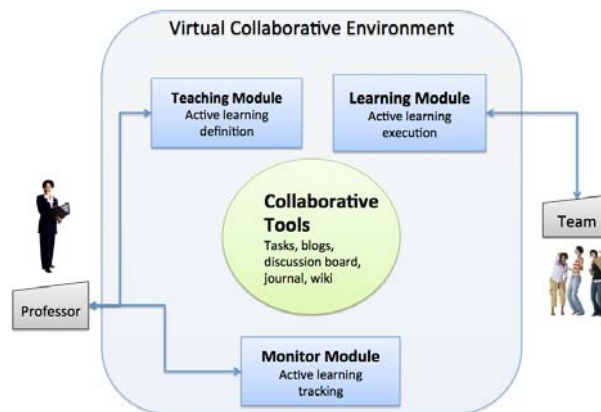 Virtual Collaborative Environment
Teaching Module
Active learning
definition
Learning Module
Active learning
execution
Collaborative
Tools
Tasks, blogs,
discussion board,
journal, wiki
Team
Professor
Monitor Module
Active learning
tracking